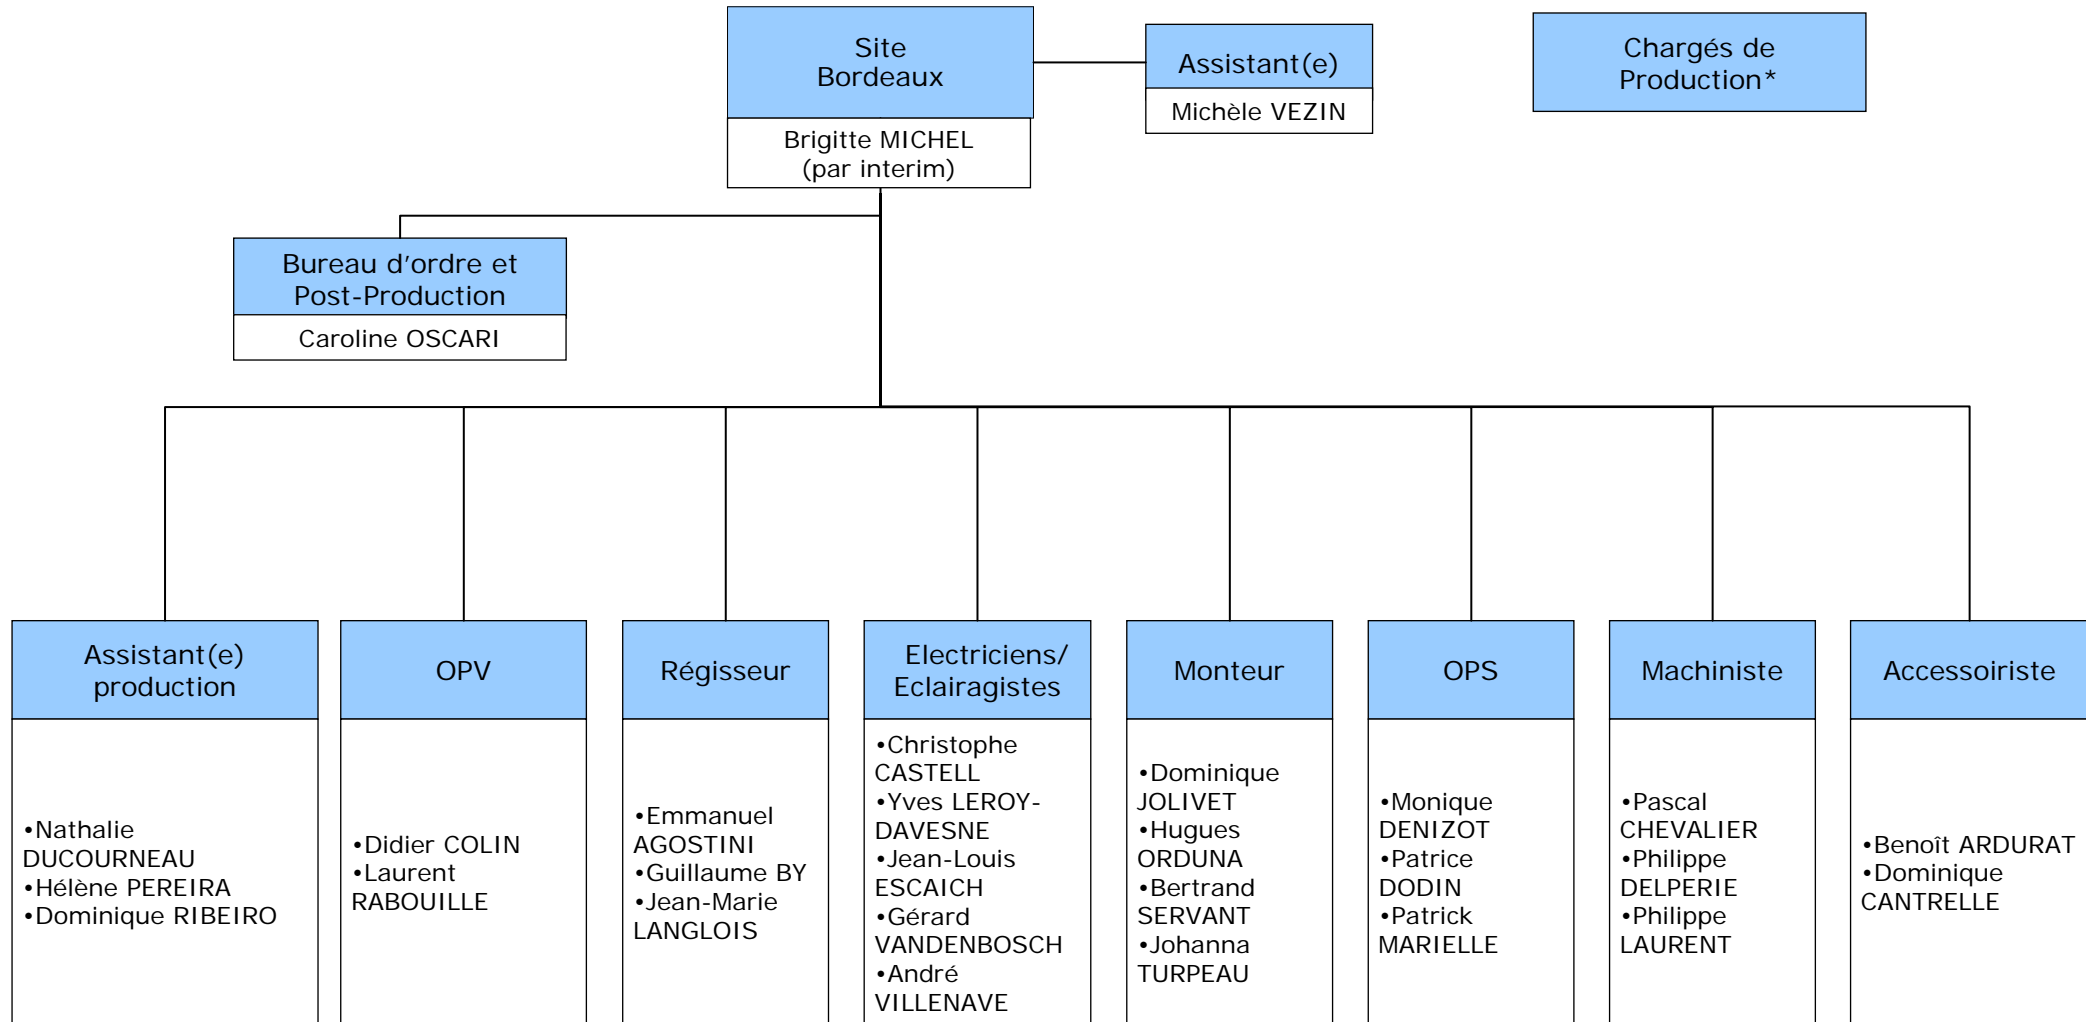 Site
Bordeaux
Brigitte MICHEL
(par interim)
Assistant(e)
Michèle VEZIN
Chargés de
Production*
Bureau d’ordre et
Post-Production
Caroline OSCARI
Assistant(e)
production
•Nathalie
DUCOURNEAU
•Hélène PEREIRA
•Dominique RIBEIRO
OPV
•Didier COLIN
•Laurent
RABOUILLE
Régisseur
•Emmanuel
AGOSTINI
•Guillaume BY
•Jean-Marie
LANGLOIS
Electriciens/
Eclairagistes
•Christophe
CASTELL
•Yves LEROY-
DAVESNE
•Jean-Louis
ESCAICH
•Gérard
VANDENBOSCH
•André
VILLENAVE
Monteur
•Dominique
JOLIVET
•Hugues
ORDUNA
•Bertrand
SERVANT
•Johanna
TURPEAU
OPS
•Monique
DENIZOT
•Patrice
DODIN
•Patrick
MARIELLE
Machiniste
•Pascal
CHEVALIER
•Philippe
DELPERIE
•Philippe
LAURENT
Accessoiriste
•Benoît ARDURAT
•Dominique
CANTRELLE